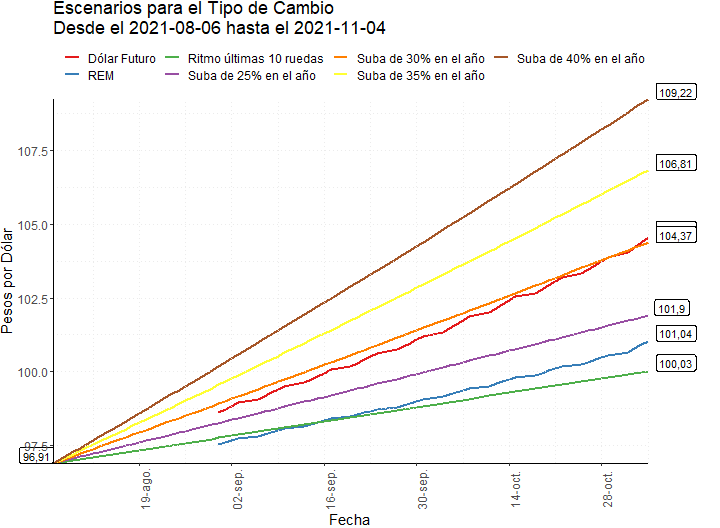 Escenarios para el Tipo de Cambio
Desde el 2021-08-06 hasta el 2021-11-04
Dólar Futuro
Ritmo últimas 10 ruedas
Suba de 30% en el año
Suba de 40% en el año
REM
Suba de 25% en el año
Suba de 35% en el año
109,22
107.5
106,81
105.0
104,37
102.5
101,9
101,04
100.0
100,03
97.5
96,91
Pesos por Dólar
19-ago.
02-sep.
16-sep.
30-sep.
14-oct.
28-oct.
Fecha